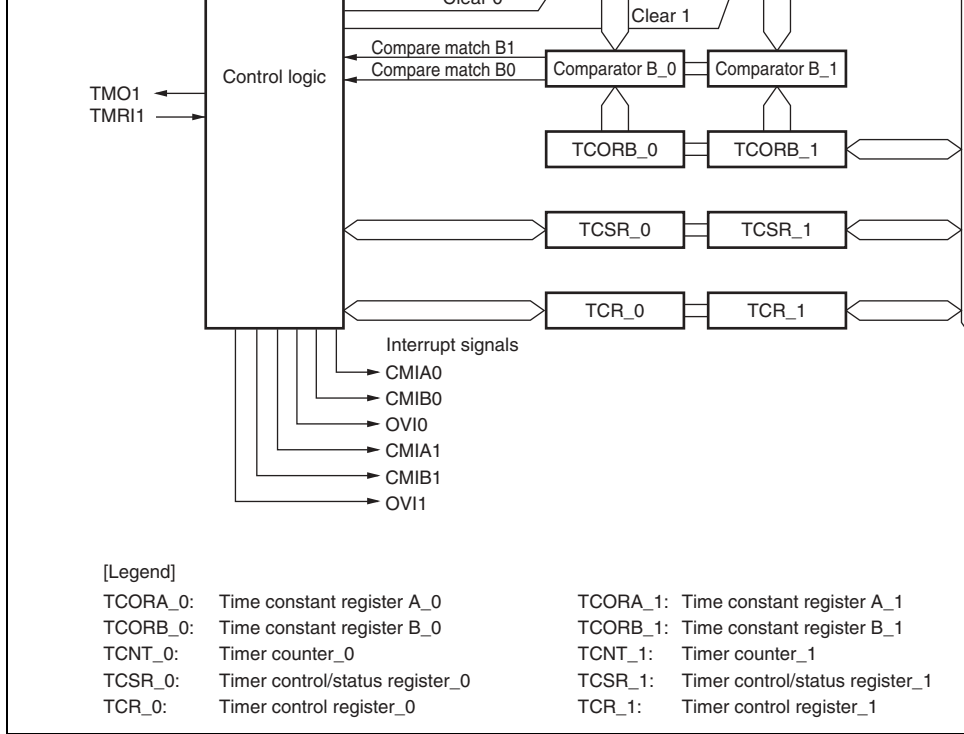 Clear 0
Clear 1
Compare match B1
Compare match B0
Control logic
Comparator B_0
Comparator B_1
TMO1
TMRI1
TCORB_0
TCORB_1
TCSR_0
TCSR_1
TCR_0
TCR_1
Interrupt signals
CMIA0
CMIB0
OVI0
CMIA1
CMIB1
OVI1
[Legend]
TCORA_0: Time constant register A_0
TCORA_1: Time constant register A_1
TCORB_0: Time constant register B_0
TCORB_1: Time constant register B_1
TCNT_0: Timer counter_0
TCNT_1: Timer counter_1
TCSR_0: Timer control/status register_0
TCSR_1: Timer control/status register_1
TCR_0: Timer control register_0
TCR_1: Timer control register_1